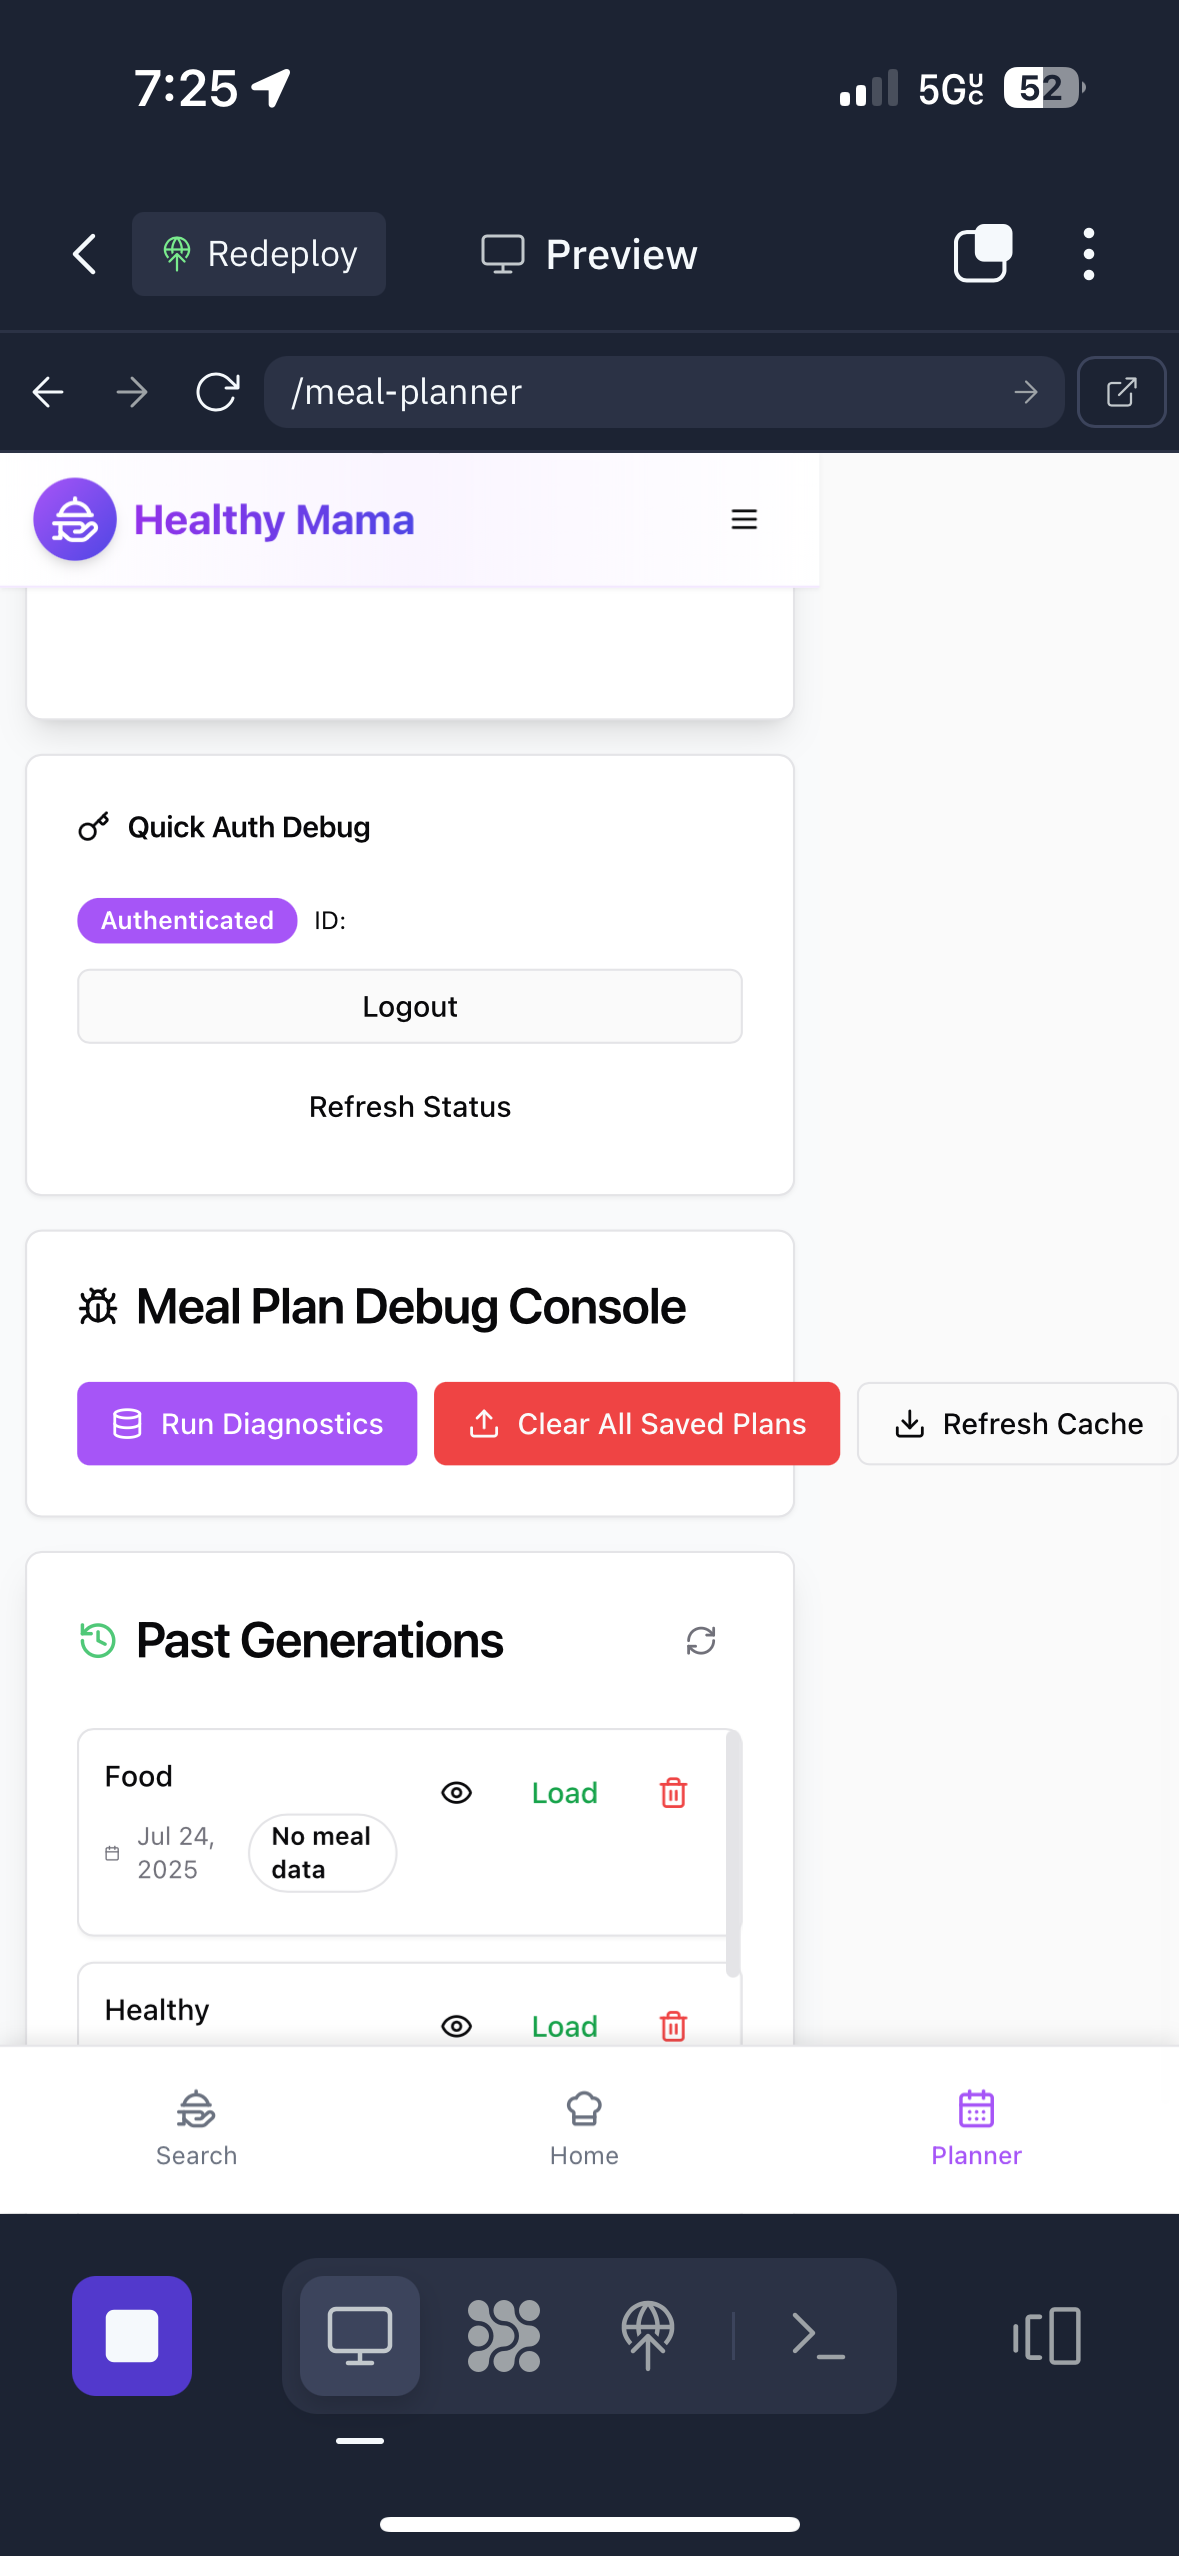 7:25
5GUC
52
Redeploy
Preview
/meal-planner
Healthy Mama
Quick Auth Debug
Authenticated ID:
Logout
Refresh Status
Meal Plan Debug Console
Run Diagnostics
Clear All Saved Plans
Refresh Cache
Past Generations
Food
Load
Jul 24,
2025
No meal
data
Healthy
Load
Search
Home
Planner